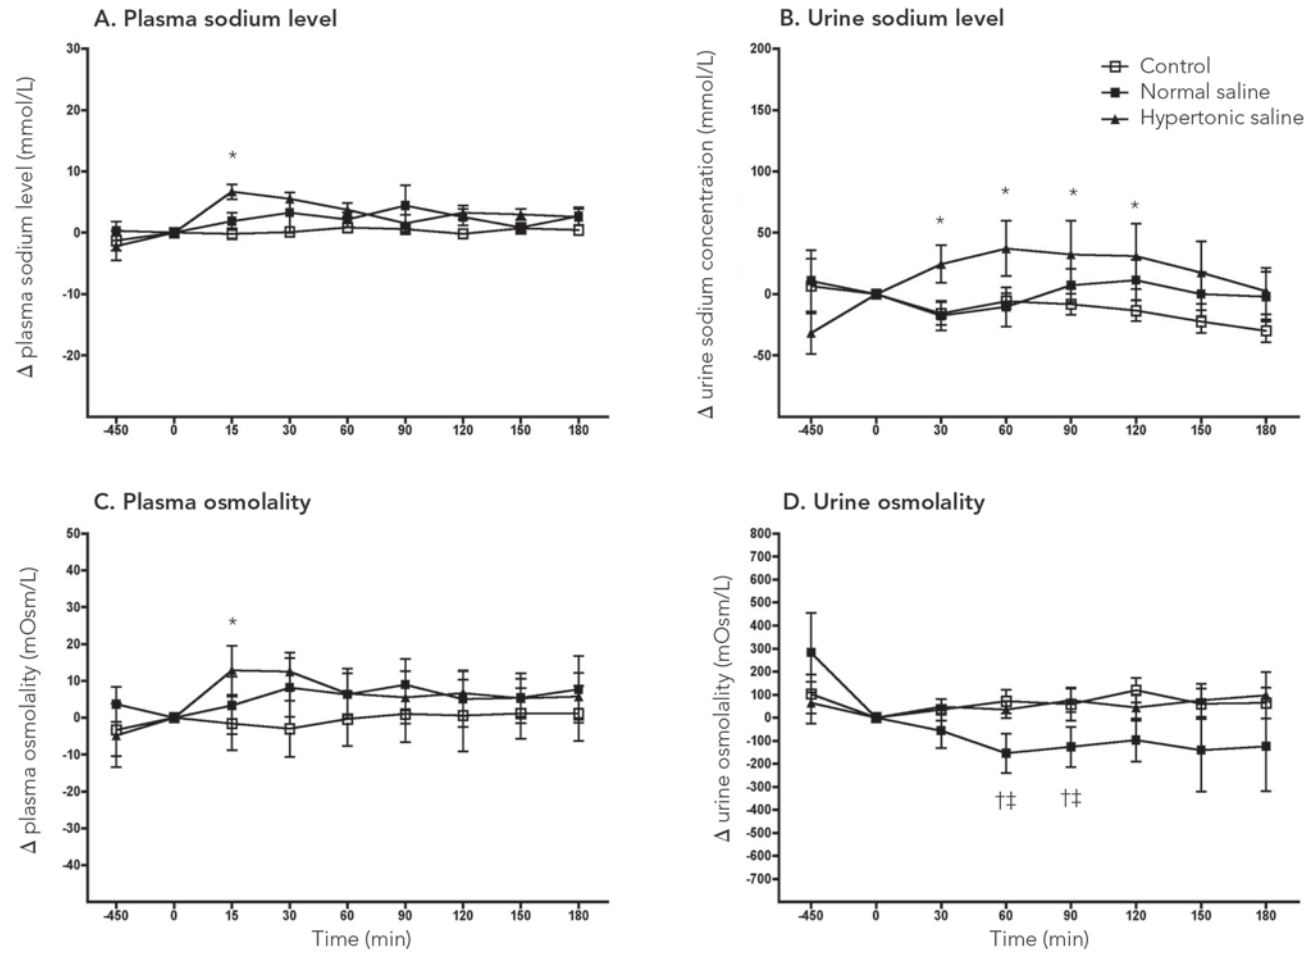 A. Plasma sodium level
Δ plasma sodium level (mmol/L)
30
20
10
0
-10
-20
*
-450 0 15 30 60 90 120 150 180
B. Urine sodium level
Δ urine sodium concentration (mmol/L)
200
150
100
50
0
-50
Control
Normal saline
Hypertonic saline
* * * *
-450 0 30 60 90 120 150 180
C. Plasma osmolality
Δ plasma osmolality (mOsm/L)
50
40
30
20
10
0
-10
-20
-30
-40
*
-450 0 15 30 60 90 120 150 180
Time (min)
D. Urine osmolality
Δ urine osmolality (mOsm/L)
800
700
600
500
400
300
200
100
0
-100
-200
-300
-400
-500
-600
-700
†‡ †‡
-450 0 30 60 90 120 150 180
Time (min)